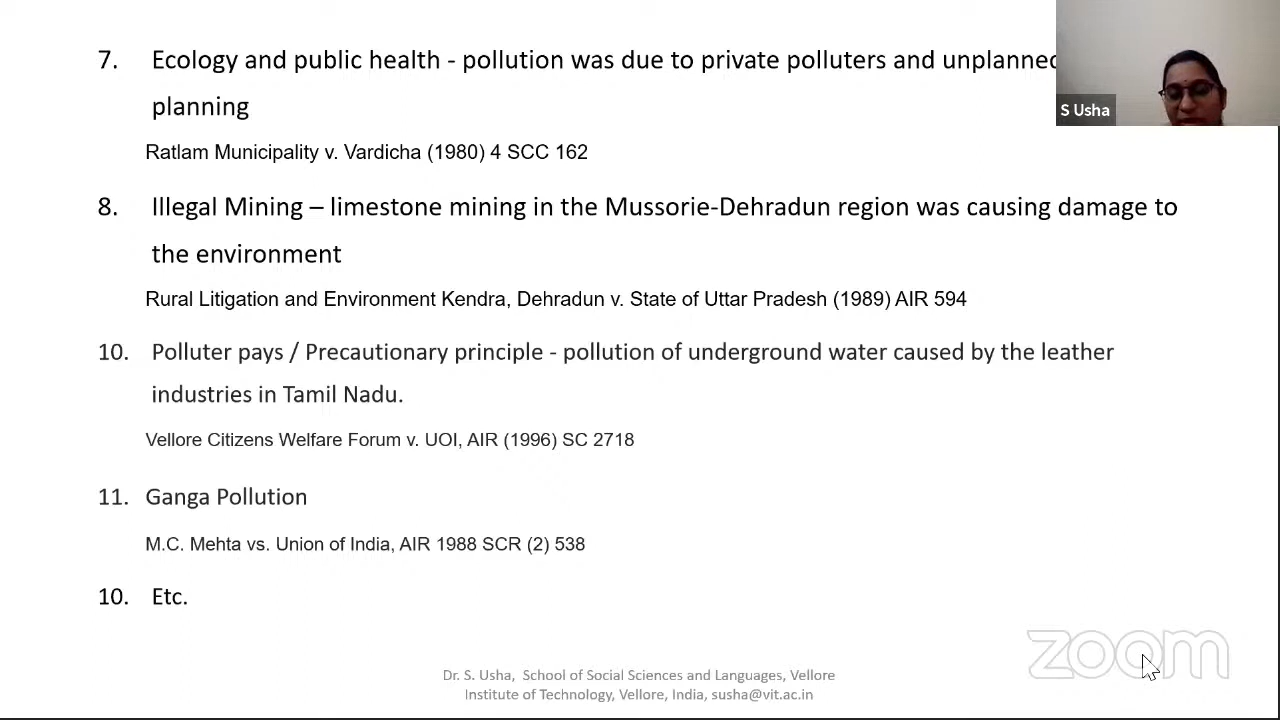 7. Ecology and public health - pollution was due to private polluters and unplanned
planning
Ratlam Municipality v. Vardicha (1980) 4 SCC 162
8. Illegal Mining – limestone mining in the Mussorie-Dehradun region was causing damage to
the environment
Rural Litigation and Environment Kendra, Dehradun v. State of Uttar Pradesh (1989) AIR 594
10. Polluter pays / Precautionary principle - pollution of underground water caused by the leather
industries in Tamil Nadu.
Vellore Citizens Welfare Forum v. UOI, AIR (1996) SC 2718
11. Ganga Pollution
M.C. Mehta vs. Union of India, AIR 1988 SCR (2) 538
10. Etc.
Dr. S. Usha, School of Social Sciences and Languages, Vellore
Institute of Technology, Vellore, India, susha@vit.ac.in
S Usha
zoom